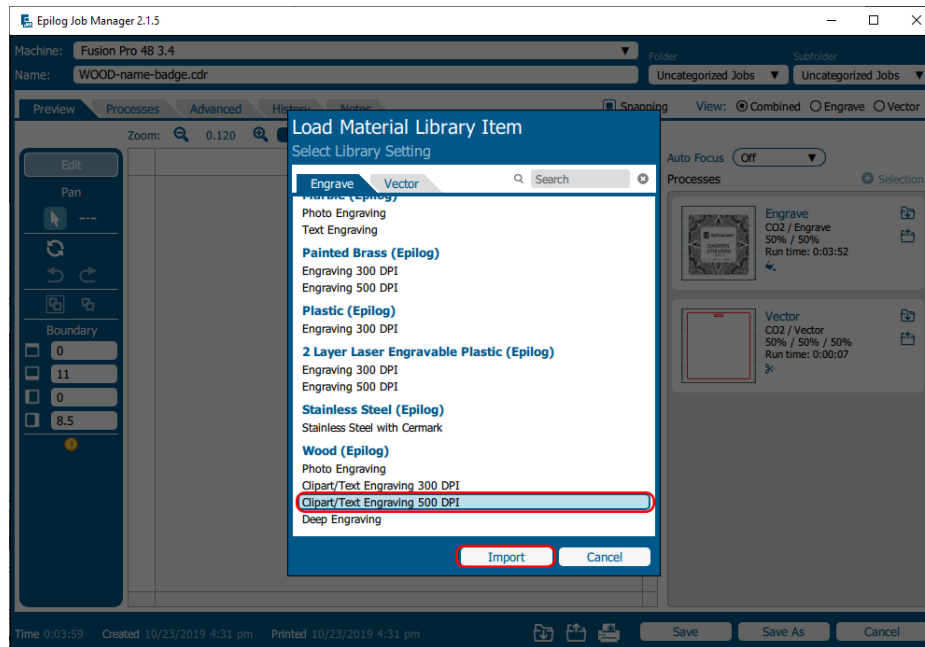 Epilog Job Manager 2.1.5
Machine: Fusion Pro 48 3.4
Folder
Subfolder
Name: WOOD-name-badge.cdr
Uncategorized Jobs
Uncategorized Jobs
Preview Processes Advanced History Notes
Snapping View: Combined Engrave Vector
Zoom: 0.120
Edit
Pan
Boundary
0
11
0
8.5
Load Material Library Item
Select Library Setting
Engrave Vector Search
Marble (Epilog)
Photo Engraving
Text Engraving
Painted Brass (Epilog)
Engraving 300 DPI
Engraving 500 DPI
Plastic (Epilog)
Engraving 300 DPI
2 Layer Laser Engravable Plastic (Epilog)
Engraving 300 DPI
Engraving 500 DPI
Stainless Steel (Epilog)
Stainless Steel with Cermark
Wood (Epilog)
Photo Engraving
Clipart/Text Engraving 300 DPI
Clipart/Text Engraving 500 DPI
Deep Engraving
Import Cancel
Auto Focus Off
Processes Selection
DARREN
STEVENS
Engrave
CO2 / Engrave
50% / 50%
Run time: 0:03:52
Vector
CO2 / Vector
50% / 50% / 50%
Run time: 0:00:07
Time 0:03:59 Created 10/23/2019 4:31 pm Printed 10/23/2019 4:31 pm
Save Save As Cancel